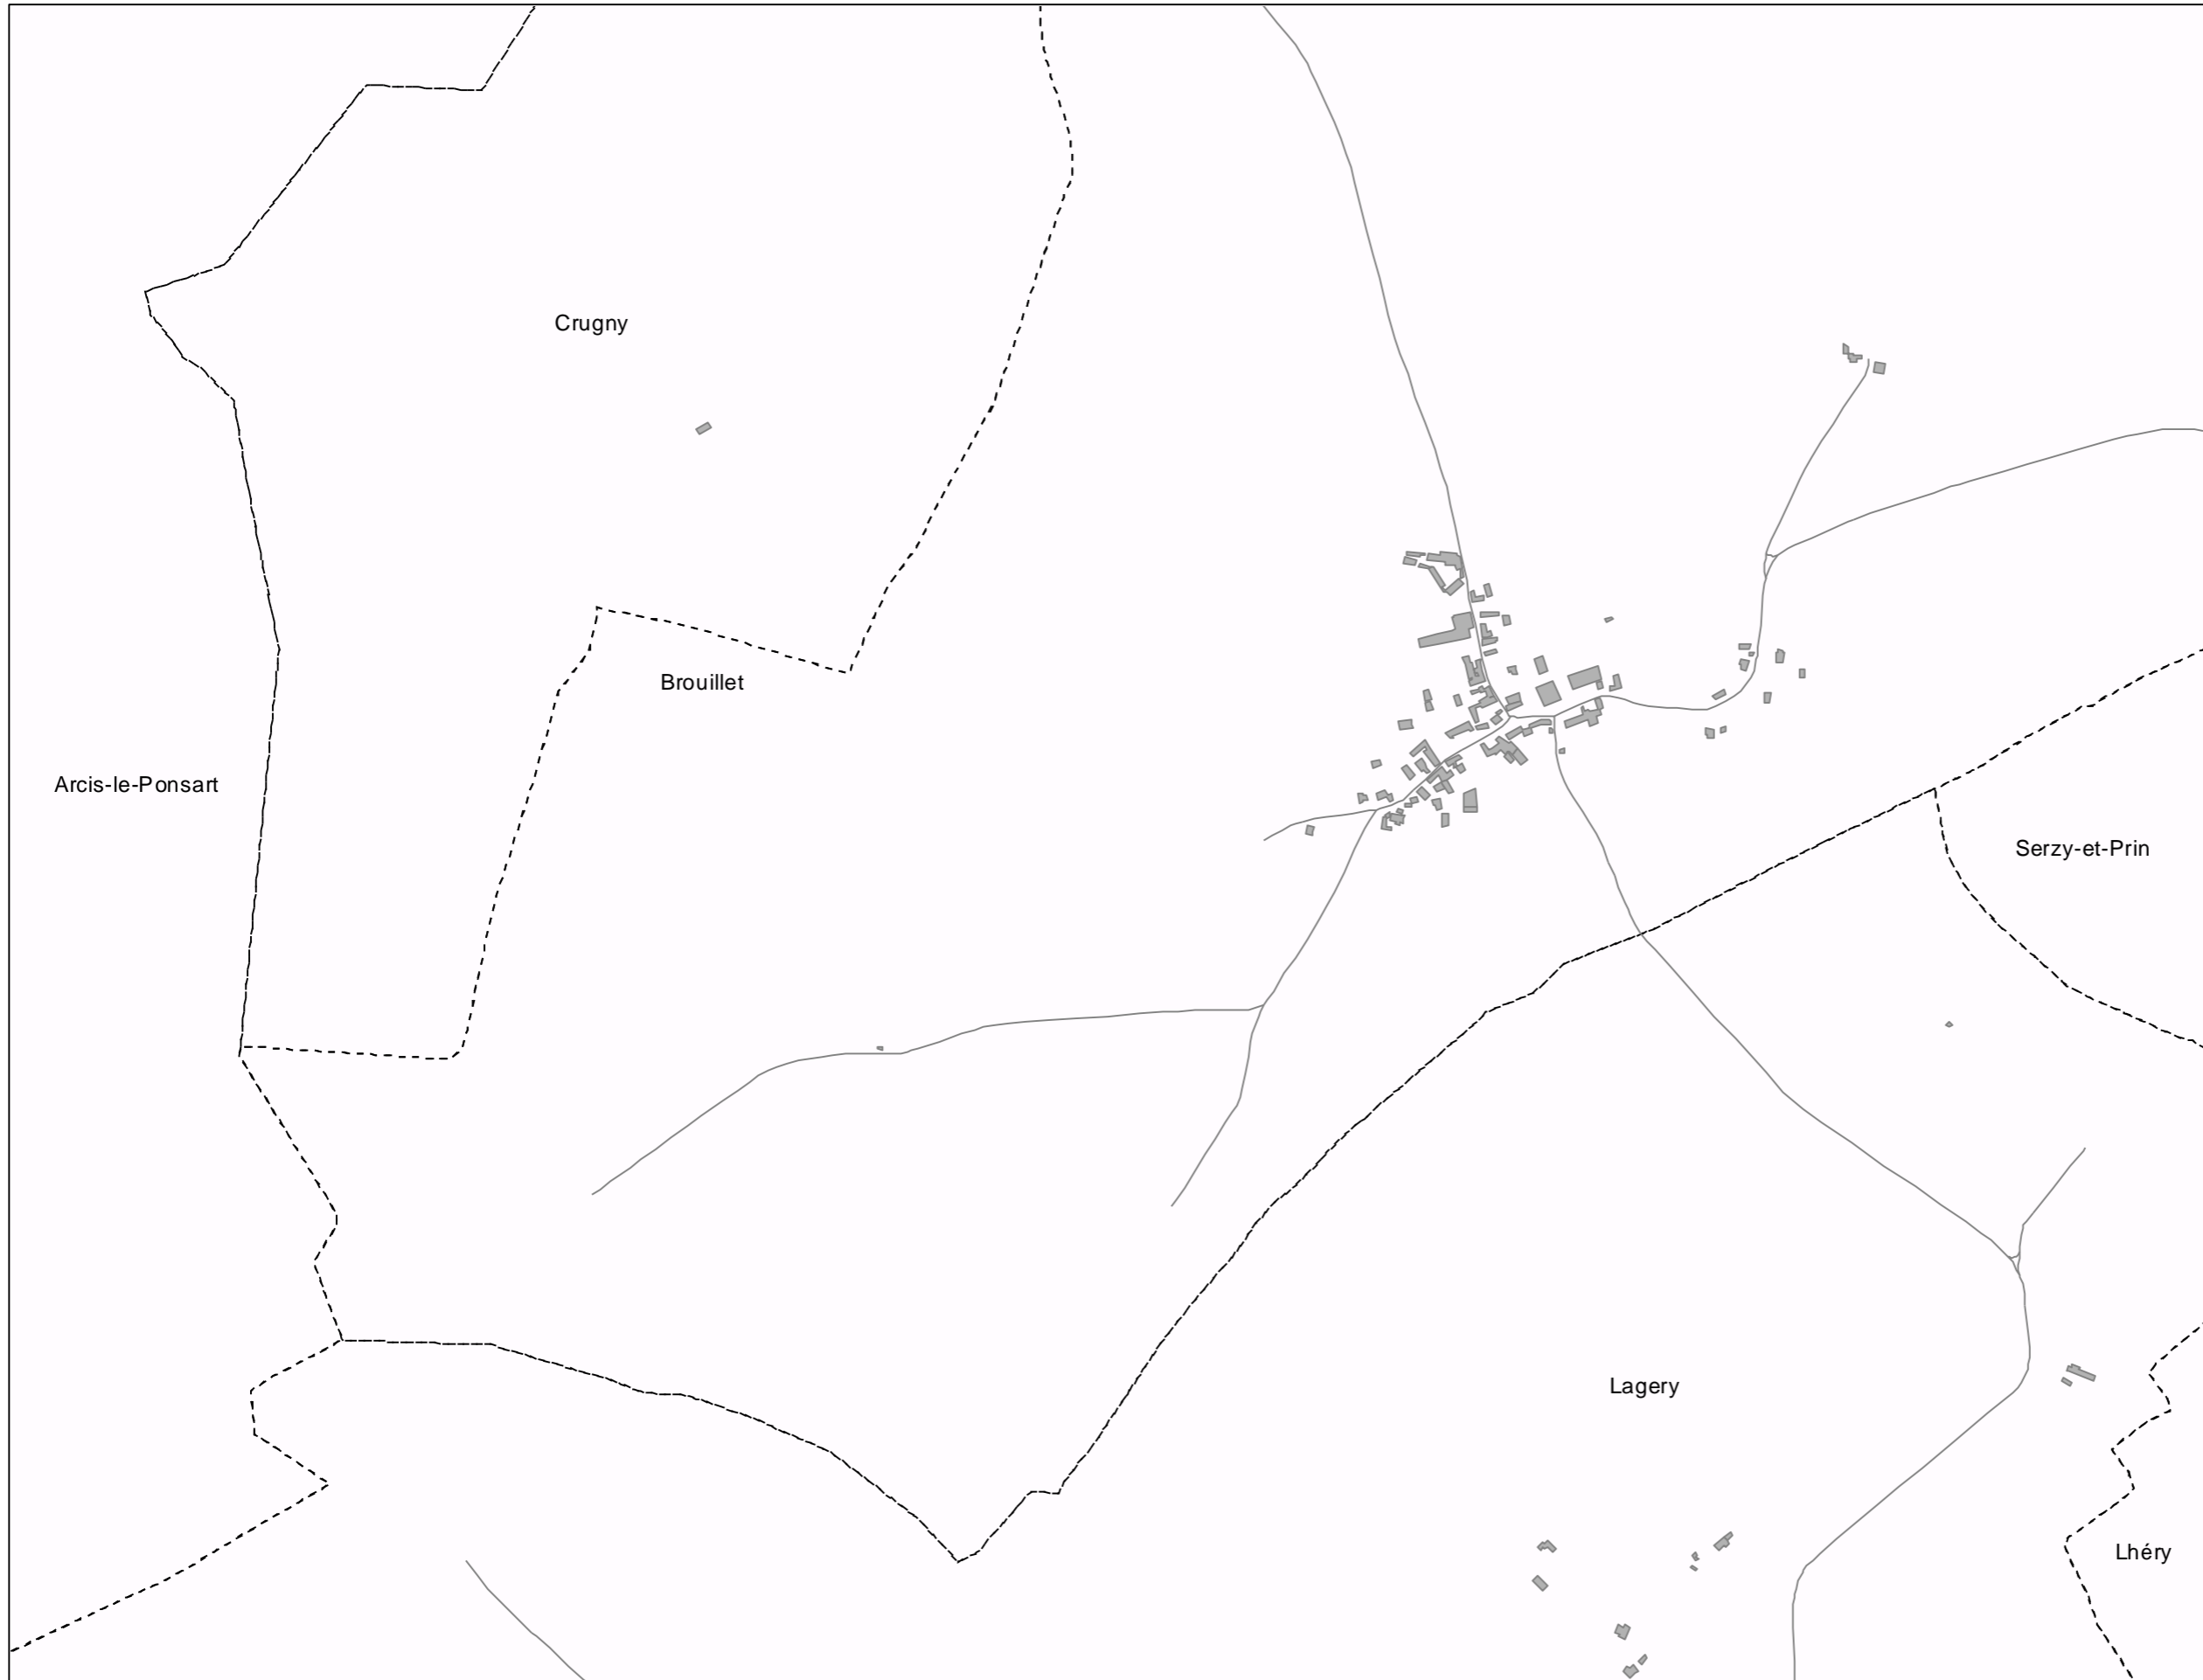 Crugny
Brouillet
Arcis-le-Ponsart
Serzy-et-Prin
Lagery
Lhéry